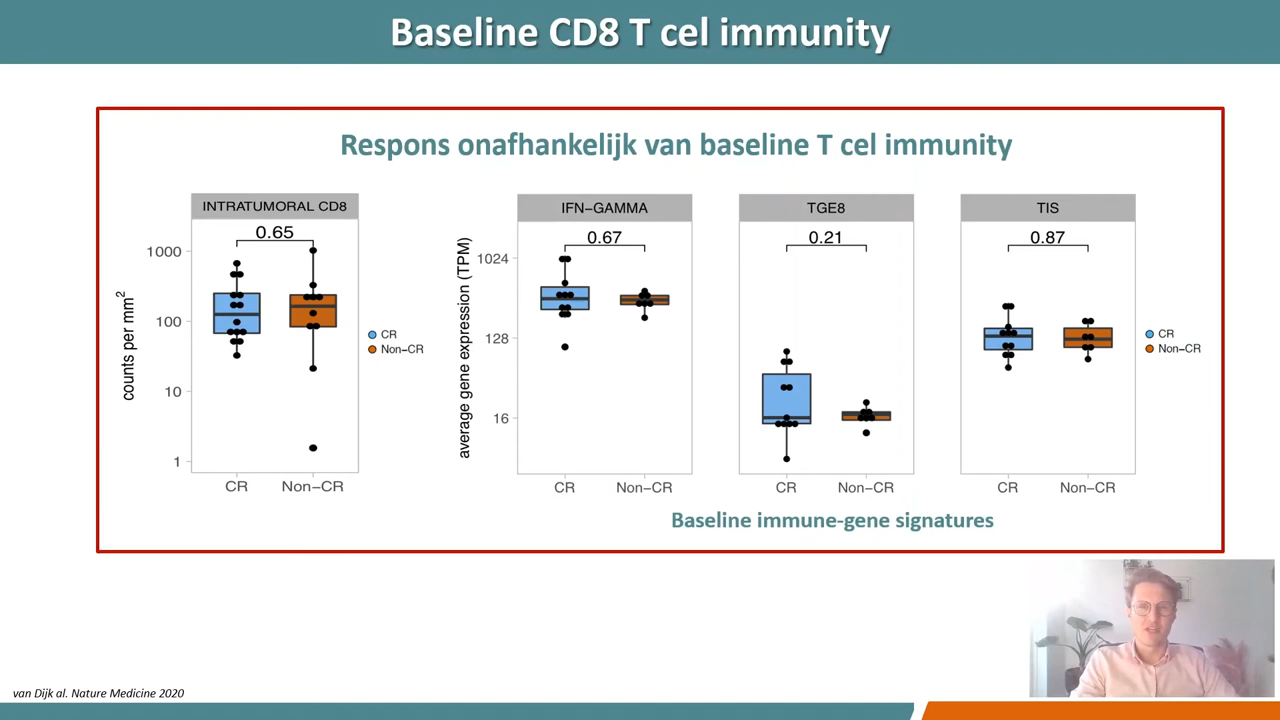 Baseline CD8 T cel immunity
Respons onafhankelijk van baseline T cel immunity
INTRATUMORAL CD8
0.65
1000
100
10
1
counts per mm2
CR
Non-CR
CR
Non-CR
IFN-GAMMA
0.67
1024
128
16
average gene expression (TPM)
CR
Non-CR
TGE8
0.21
CR
Non-CR
TIS
0.87
CR
Non-CR
CR
Non-CR
Baseline immune-gene signatures
van Dijk al. Nature Medicine 2020